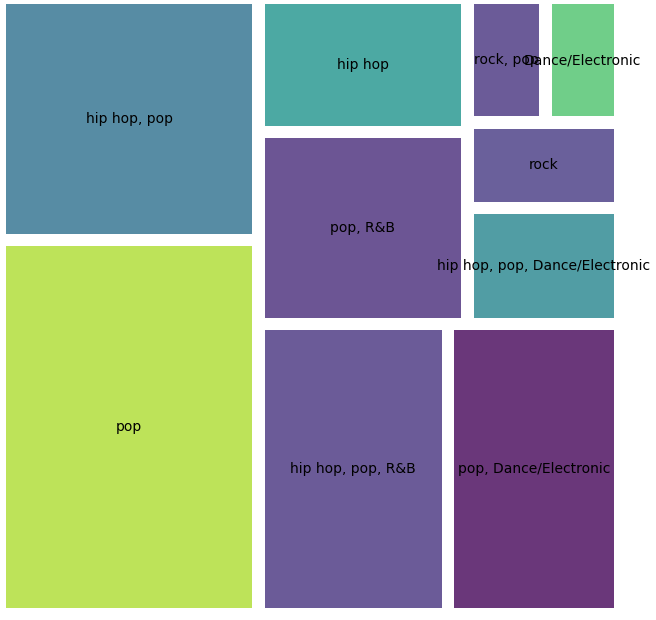 hip hop, pop
pop
hip hop
pop, R&B
hip hop, pop, R&B
pop, Dance/Electronic
rock, pop
Dance/Electronic
rock
hip hop, pop, Dance/Electronic